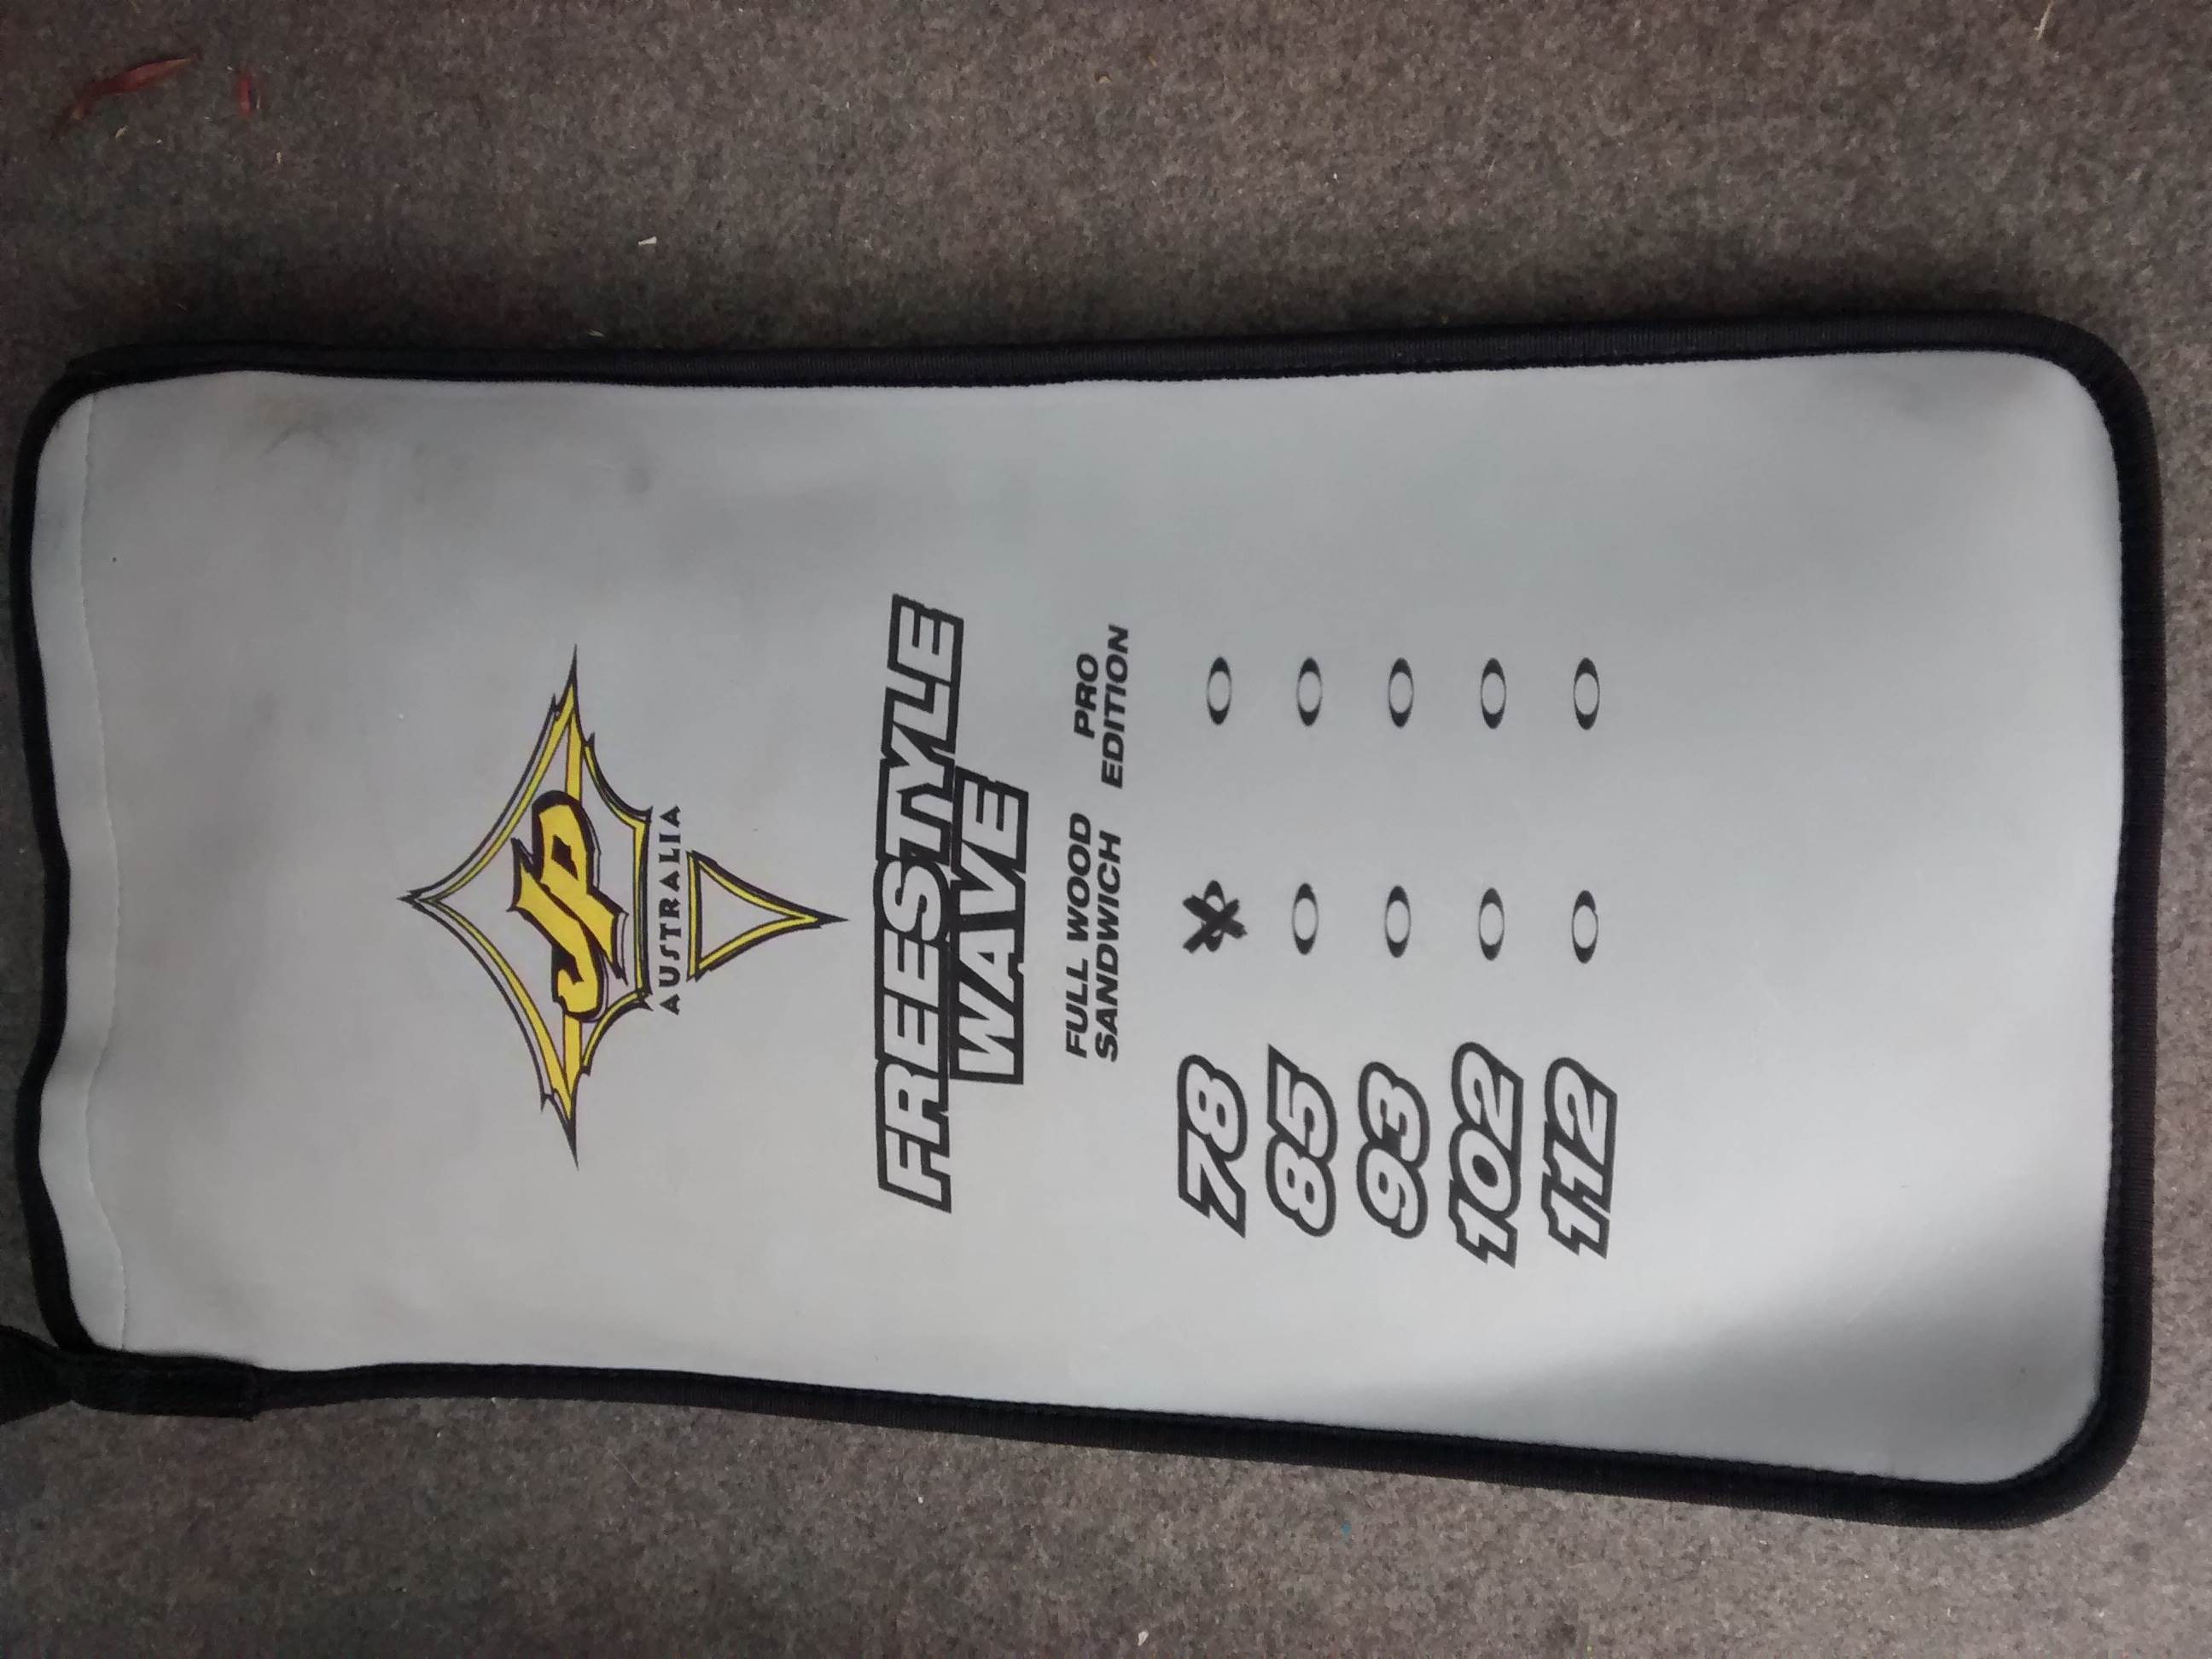 JP
AUSTRALIA
FREESTYLE
WAVE
FULL WOOD PRO
SANDWICH EDITION
78
85
93
102
112